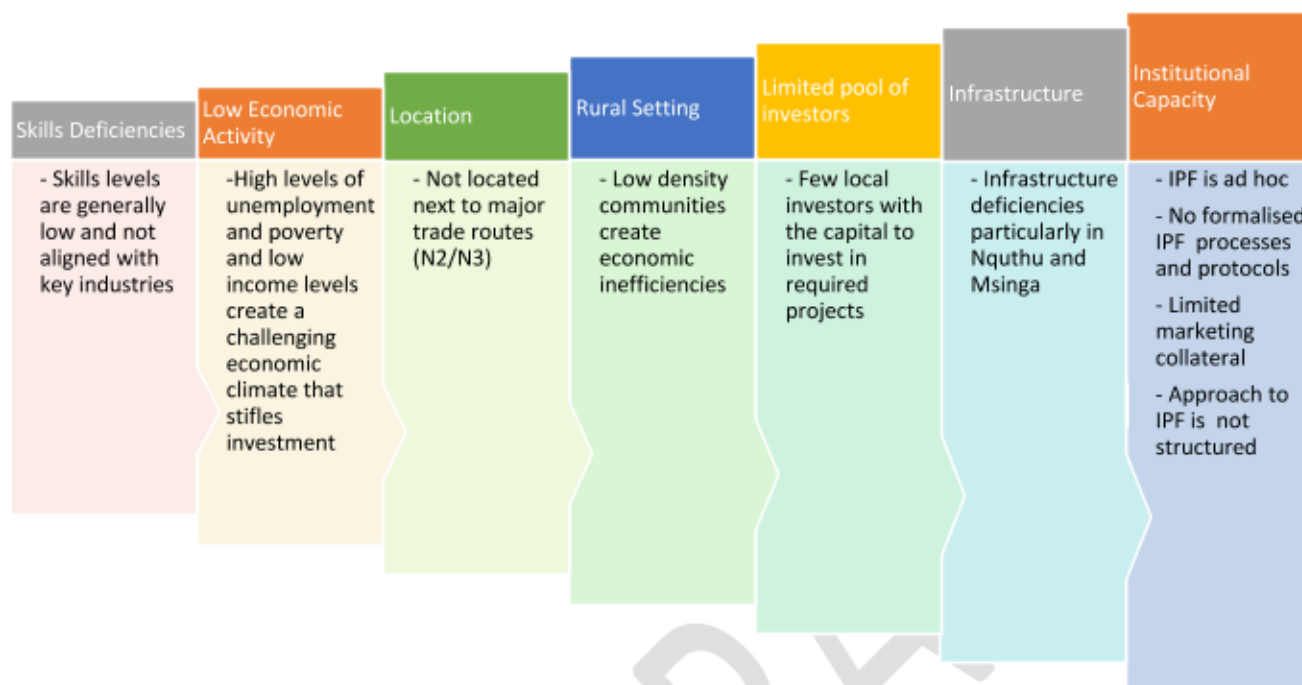 Skills Deficiencies
- Skills levels
are generally
low and not
aligned with
key industries
Low Economic
Activity
-High levels of
unemployment
and poverty
and low
income levels
create a
challenging
economic
climate that
stifles
investment
Location
- Not located
next to major
trade routes
(N2/N3)
Rural Setting
- Low density
communities
create
economic
inefficiencies
Limited pool of
investors
- Few local
investors with
the capital to
invest in
required
projects
Infrastructure
- Infrastructure
deficiencies
particularly in
Nquthu and
Msinga
Institutional
Capacity
- IPF is ad hoc
- No formalised
IPF processes
and protocols
- Limited
marketing
collateral
- Approach to
IPF is not
structured